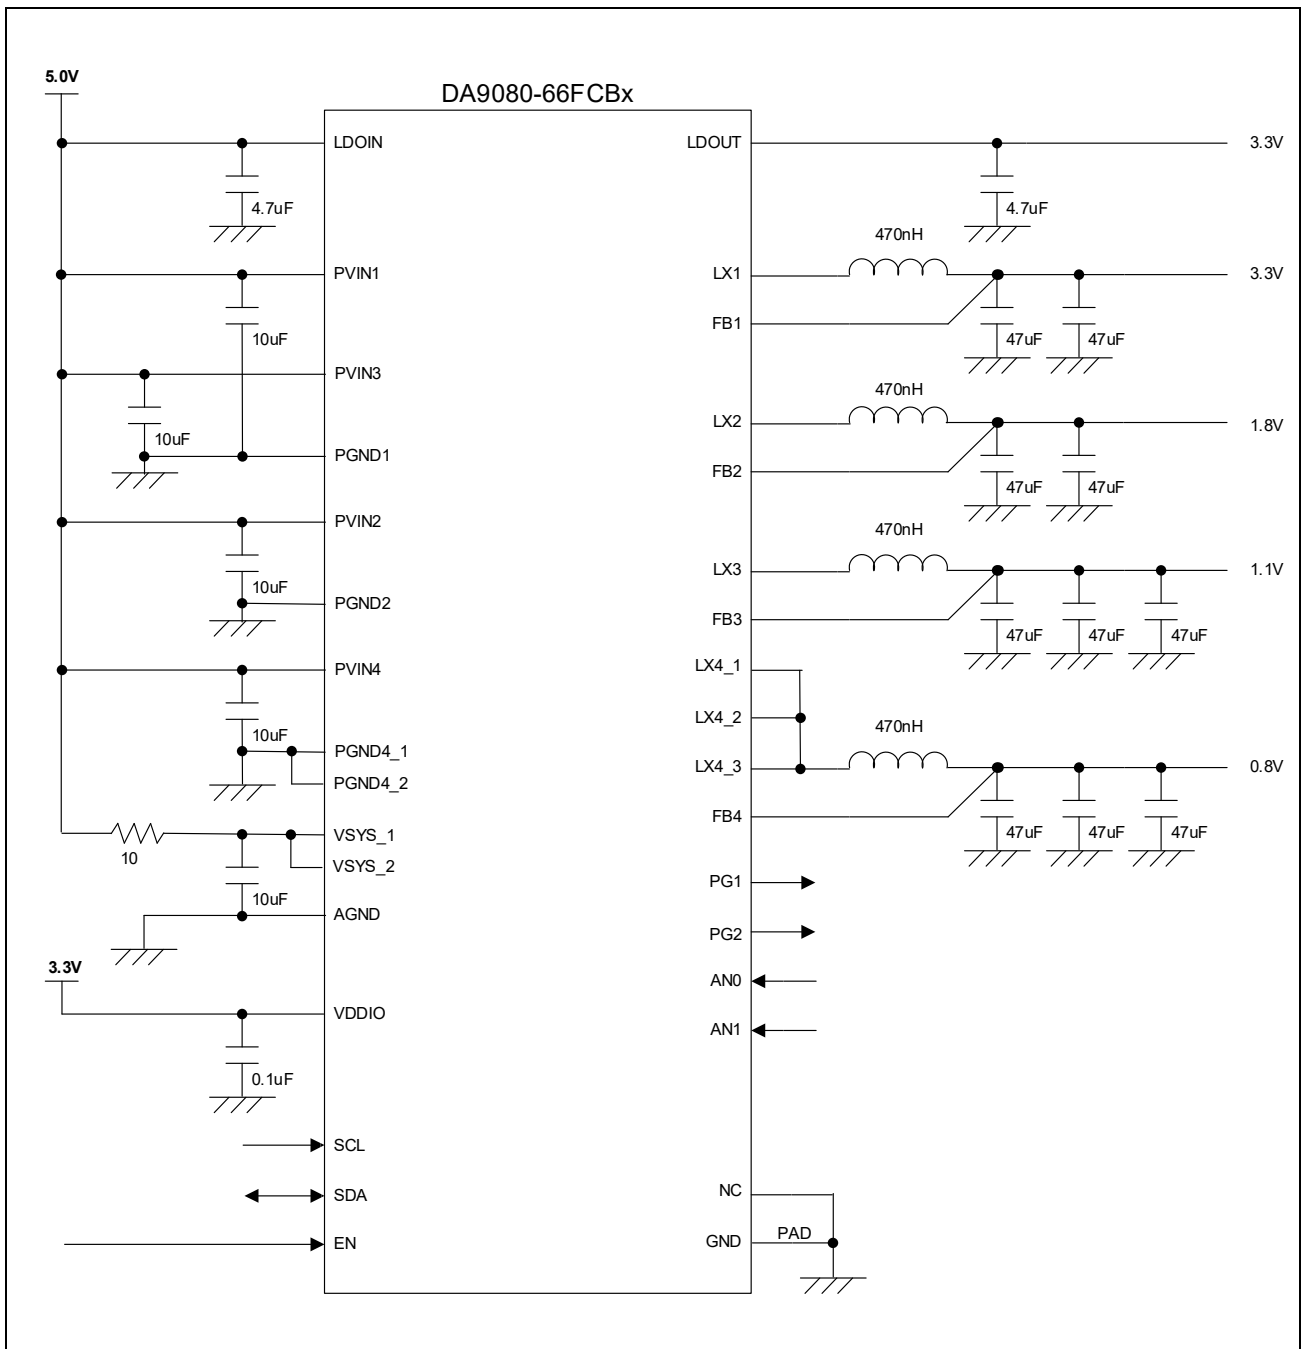 5.0V
DA9080-66FCBx
LDOIN
LDOUT
3.3V
4.7uF
4.7uF
470nH
PVIN1
LX1
3.3V
10uF
FB1
47uF
47uF
PVIN3
10uF
470nH
LX2
1.8V
PGND1
FB2
47uF
47uF
PVIN2
470nH
10uF
LX3
1.1V
PGND2
FB3
47uF
47uF
47uF
PVIN4
LX4_1
10uF
LX4_2
470nH
PGND4_1
LX4_3
0.8V
PGND4_2
FB4
VSYS_1
47uF
47uF
47uF
10
VSYS_2
10uF
PG1
AGND
PG2
3.3V
AN0
VDDIO
AN1
0.1uF
SCL
SDA
NC
EN
GND
PAD